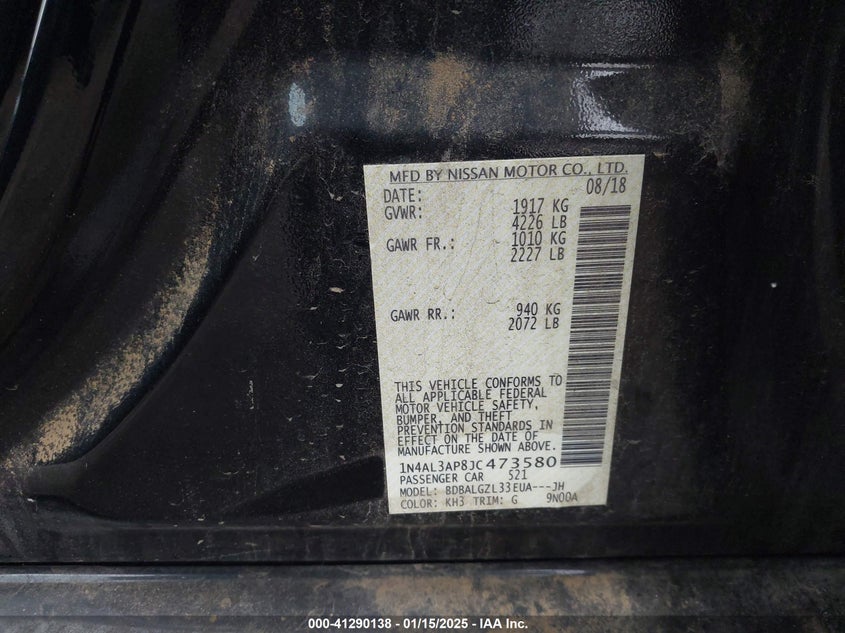 MFD BY NISSAN MOTOR CO., LTD.
DATE: 08/18
GVWR: 1917 KG
4226 LB
GAWR FR.: 1010 KG
2227 LB
GAWR RR.: 940 KG
2072 LB
THIS VEHICLE CONFORMS TO
ALL APPLICABLE FEDERAL
MOTOR VEHICLE SAFETY,
BUMPER, AND THEFT
PREVENTION STANDARDS IN
EFFECT ON THE DATE OF
MANUFACTURE SHOWN ABOVE.
1N4AL3AP8JC473580
PASSENGER CAR 521
MODEL: BDBALGZL33EUA---JH
COLOR: KH3 TRIM: G 9N00A
000-41290138 - 01/15/2025 - IAA Inc.